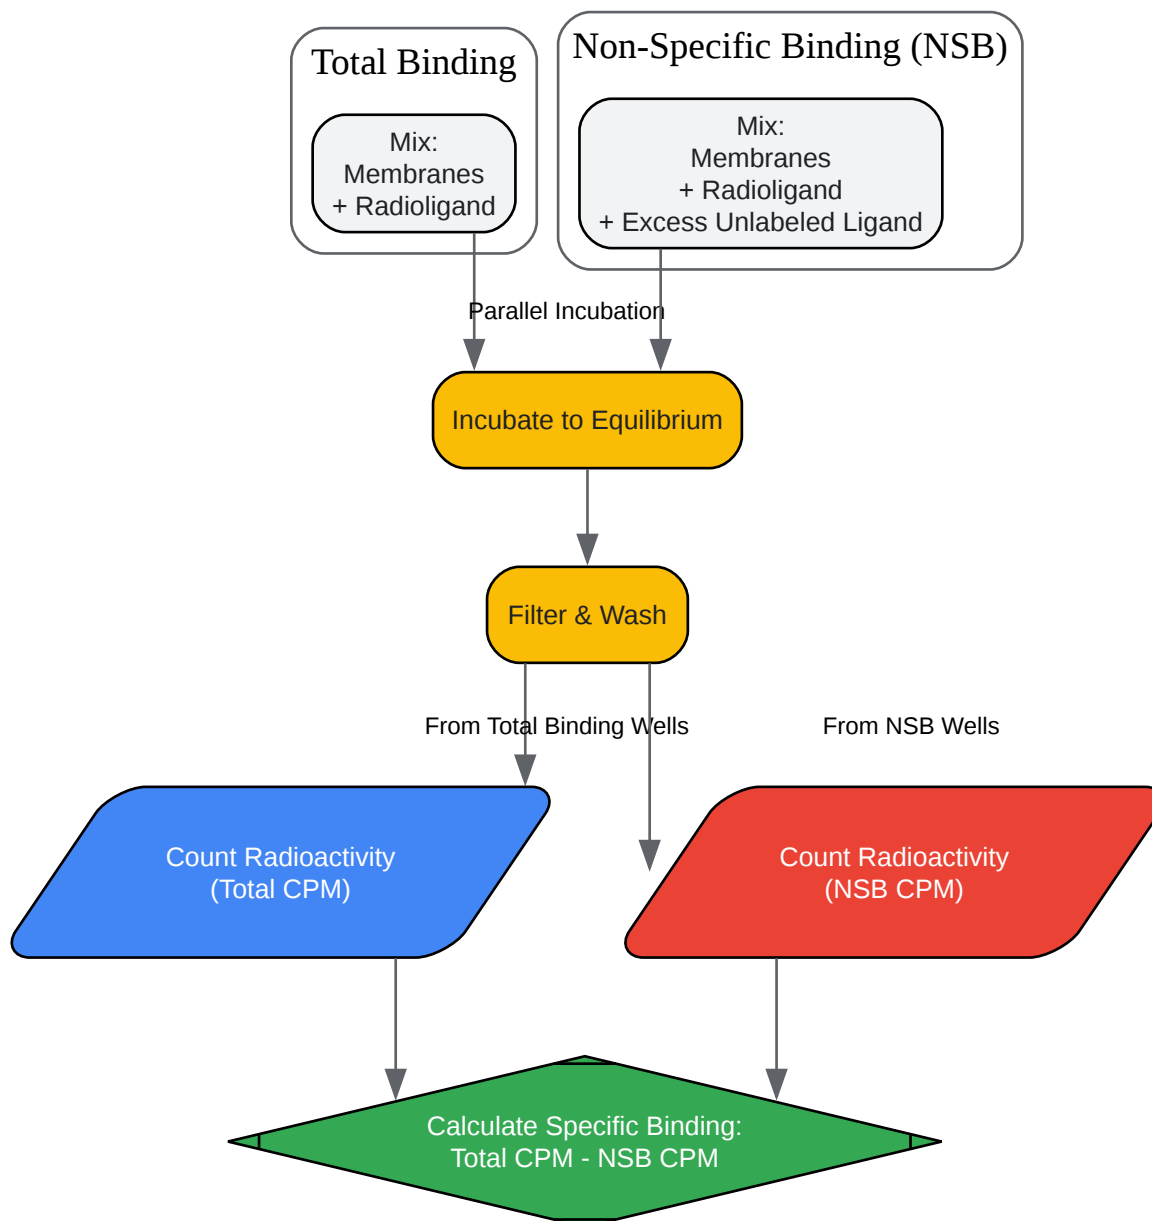 Total Binding
Non-Specific Binding (NSB)
Mix:
Membranes
+ Radioligand
Mix:
Membranes
+ Radioligand
+ Excess Unlabeled Ligand
Parallel Incubation
Incubate to Equilibrium
Filter & Wash
From Total Binding Wells
From NSB Wells
Count Radioactivity
(Total CPM)
Count Radioactivity
(NSB CPM)
Calculate Specific Binding:
Total CPM - NSB CPM